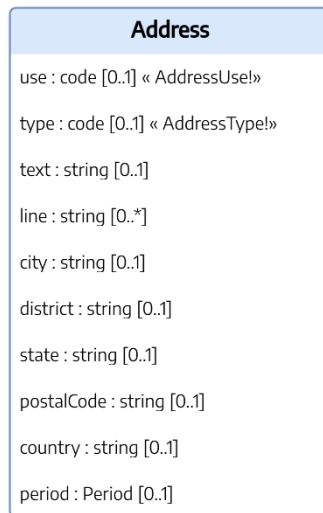 Address
use : code [0..1] « AddressUse!»
type : code [0..1] « AddressType!»
text : string [0..1]
line : string [0..*]
city : string [0..1]
district : string [0..1]
state : string [0..1]
postalCode : string [0..1]
country : string [0..1]
period : Period [0..1]